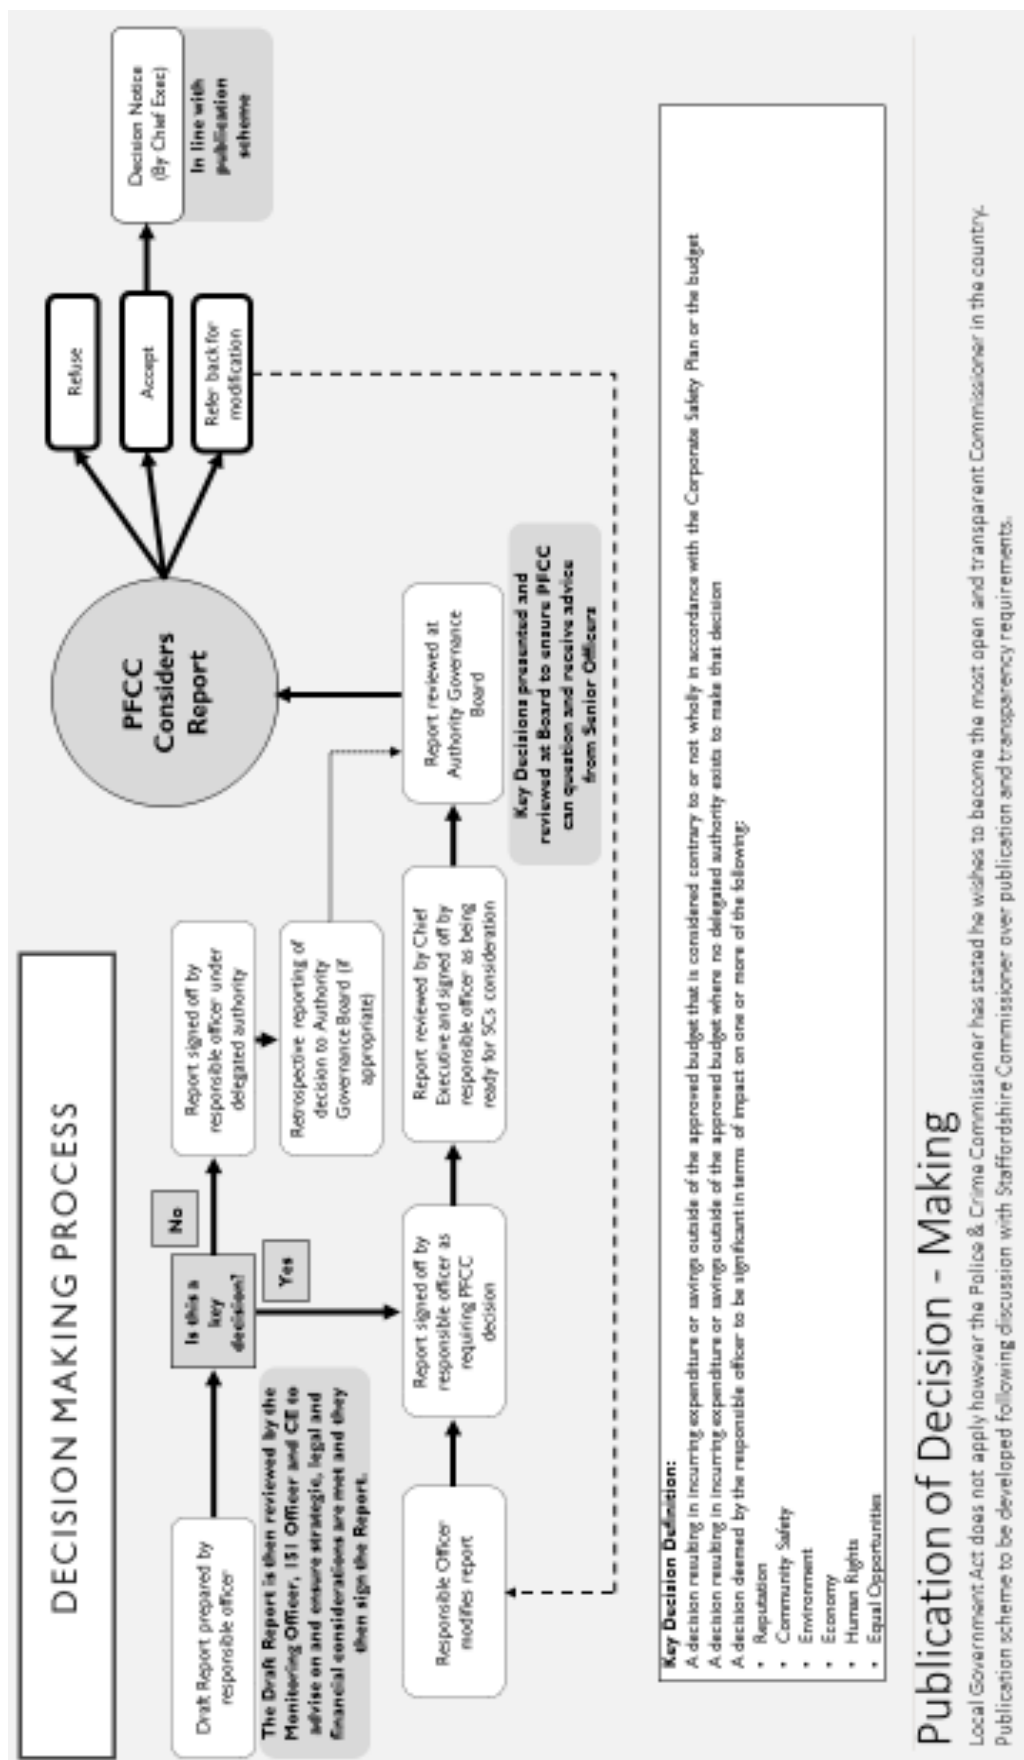 DECISION MAKING PROCESS
Draft Report prepared by
responsible officer
The Draft Report is then reviewed by the
Monitoring Officer, 151 Officer and CE to
advise on and ensure strategic, legal and
financial considerations are met and they
then sign the Report.
Is this a
key
decision?
No
Yes
Report signed off by
responsible officer under
delegated authority
Retrospective reporting of
decision to Authority
Governance Board (if
appropriate)
Responsible Officer
modifies report
Report signed off by
responsible officer as
requiring PFCC
decision
Report reviewed by Chief
Executive and signed off by
responsible officer as being
ready for SCs consideration
Report reviewed at
Authority Governance
Board
Key Decisions presented and
reviewed at Board to ensure PFCC
can question and receive advice
from Senior Officers
PFCC
Considers
Report
Refuse
Accept
Refer back for
modification
Decision Notice
(By Chief Exec)
In line with
publication
scheme
Key Decision Definition:
A decision resulting in incurring expenditure or savings outside of the approved budget that is considered contrary to or not wholly in accordance with the Corporate Safety Plan or the budget
A decision resulting in incurring expenditure or savings outside of the approved budget where no delegated authority exists to make that decision
A decision deemed by the responsible officer to be significant in terms of impact on one or more of the following:
• Reputation
• Community Safety
• Environment
• Economy
• Human Rights
• Equal Opportunities
Publication of Decision - Making
Local Government Act does not apply however the Police & Crime Commissioner has stated he wishes to become the most open and transparent Commissioner in the country.
Publication scheme to be developed following discussion with Staffordshire Commissioner over publication and transparency requirements.